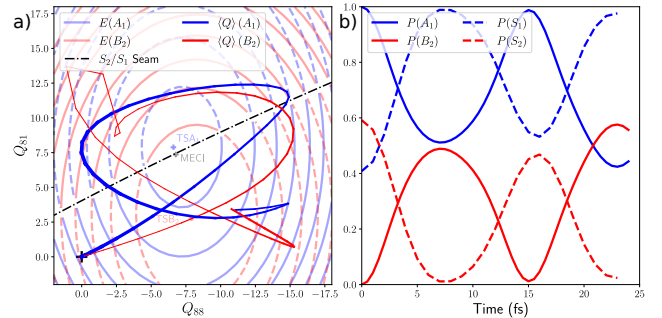 a)
E(A₁)
E(B₂)
S₂/S₁ Seam
⟨Q⟩(A₁)
⟨Q⟩(B₂)
17.5
15.0
12.5
10.0
7.5
5.0
2.5
0.0
Q₈₁
TSA
MECI
TSB
0.0 −2.5 −5.0 −7.5 −10.0 −12.5 −15.0 −17.5
Q₈₈
b)
P(A₁) P(S₁)
P(B₂) P(S₂)
1.0
0.8
0.6
0.4
0.2
0.0
0 5 10 15 20 25
Time (fs)